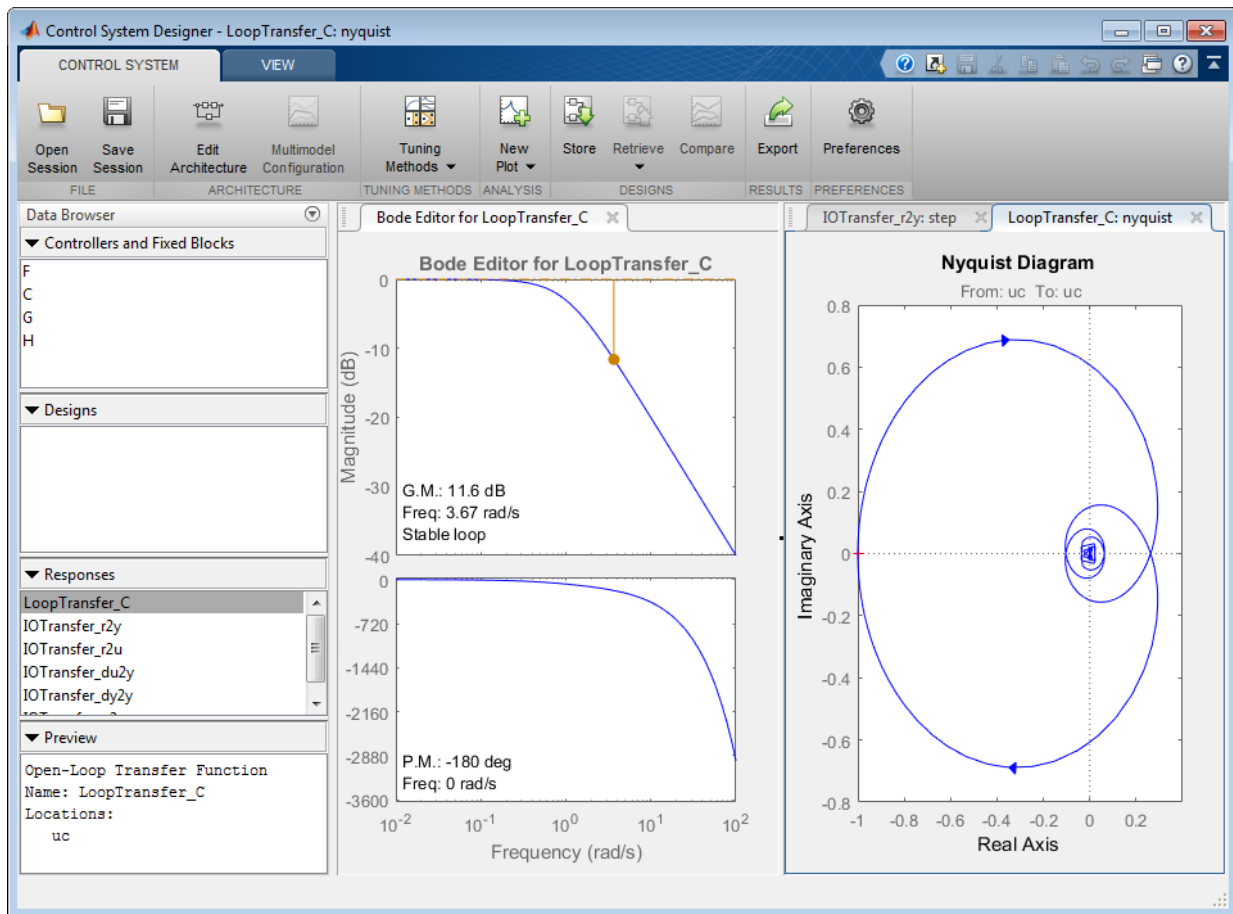 Control System Designer - LoopTransfer_C: nyquist
CONTROL SYSTEM
VIEW
Open Session
Save Session
Edit Architecture
Multimodel Configuration
Tuning Methods
New Plot
Store
Retrieve
Compare
Export
Preferences
FILE
ARCHITECTURE
TUNING METHODS
ANALYSIS
DESIGNS
RESULTS
PREFERENCES
Data Browser
Controllers and Fixed Blocks
F
C
G
H
Designs
Responses
LoopTransfer_C
IOTransfer_r2y
IOTransfer_r2u
IOTransfer_du2y
IOTransfer_dy2y
Preview
Open-Loop Transfer Function
Name: LoopTransfer_C
Locations:
uc
Bode Editor for LoopTransfer_C
Bode Editor for LoopTransfer_C
Magnitude (dB)
0
-10
-20
-30
-40
G.M.: 11.6 dB
Freq: 3.67 rad/s
Stable loop
0
-720
-1440
-2160
-2880
-3600
P.M.: -180 deg
Freq: 0 rad/s
10^-2
10^-1
10^0
10^1
10^2
Frequency (rad/s)
IOTransfer_r2y: step
LoopTransfer_C: nyquist
Nyquist Diagram
From: uc To: uc
Imaginary Axis
0.8
0.6
0.4
0.2
0
-0.2
-0.4
-0.6
-0.8
-1
-0.8
-0.6
-0.4
-0.2
0
0.2
Real Axis